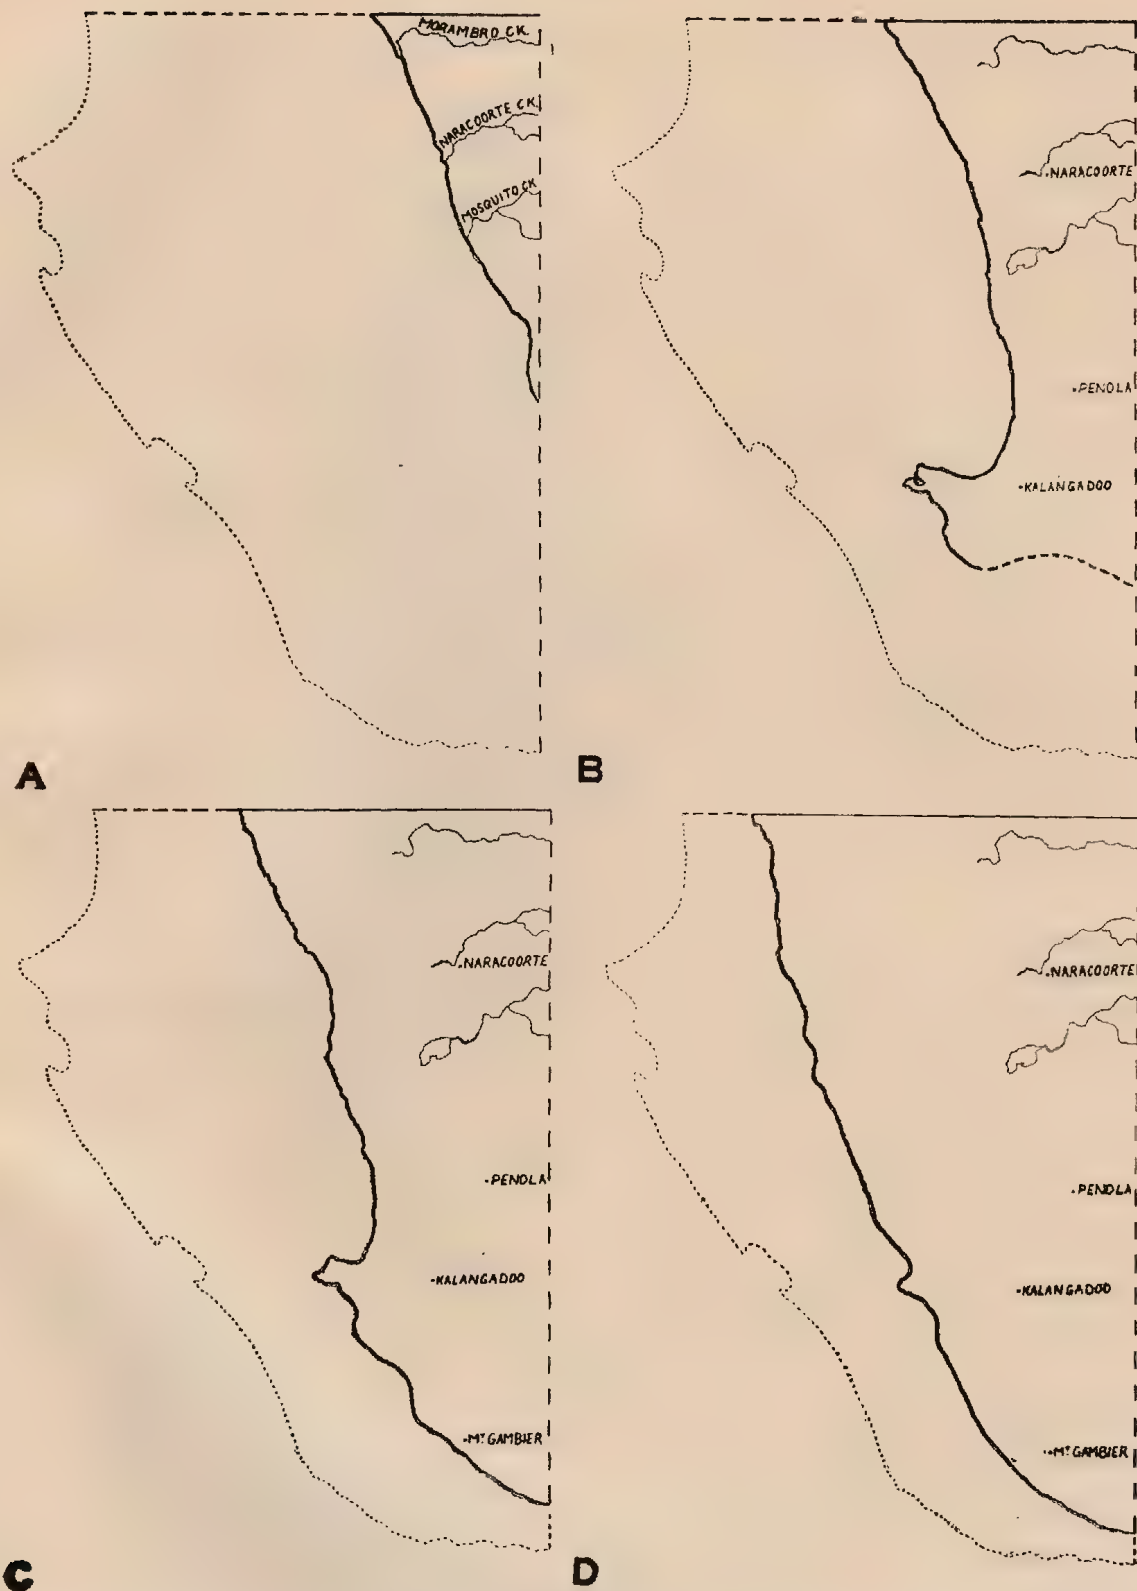 MORAMBRO CK.
NARACOORTE CK.
MOSQUITO CK.
A
.NARACOORTE
.PENOLA
.KALANGADOO
B
.NARACOORTE
.PENOLA
.KALANGADOO
.MT GAMBIER
C
.NARACOORTE
.PENOLA
.KALANGADOO
.MT GAMBIER
D